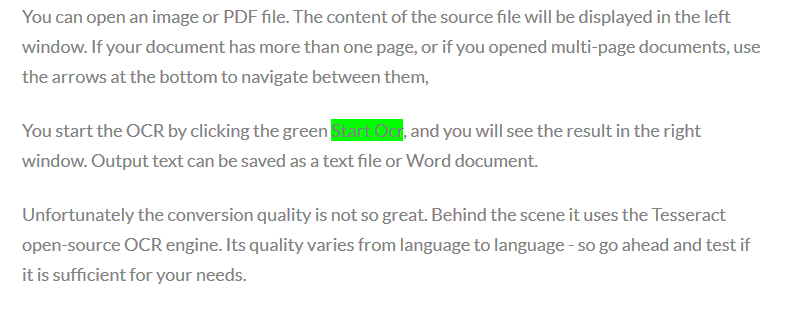 You can open an image or PDF file. The content of the source file will be displayed in the left
window. If your document has more than one page, or if you opened multi-page documents, use
the arrows at the bottom to navigate between them,
You start the OCR by clicking the green Start Ocr, and you will see the result in the right
window. Output text can be saved as a text file or Word document.
Unfortunately the conversion quality is not so great. Behind the scene it uses the Tesseract
open-source OCR engine. Its quality varies from language to language - so go ahead and test if
it is sufficient for your needs.